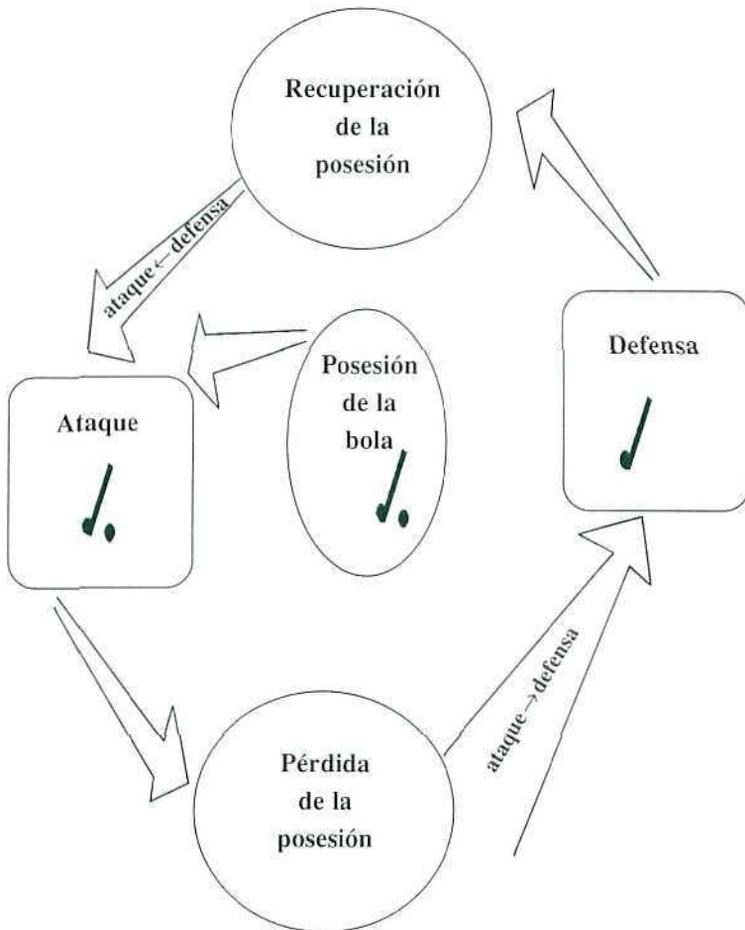 Recuperación
de la
posesión
ataque ← defensa
Defensa
Posesión
de la
bola
Ataque
ataque → defensa
Pérdida
de la
posesión